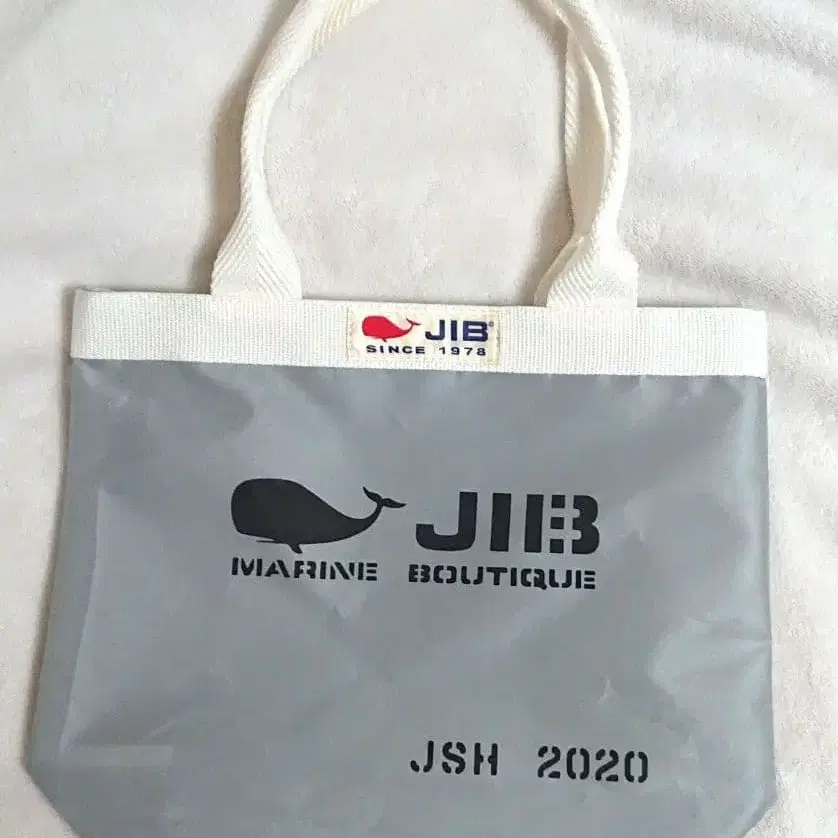 JIB®
SINCE 1978
JIB
MARINE BOUTIQUE
JSH 2020